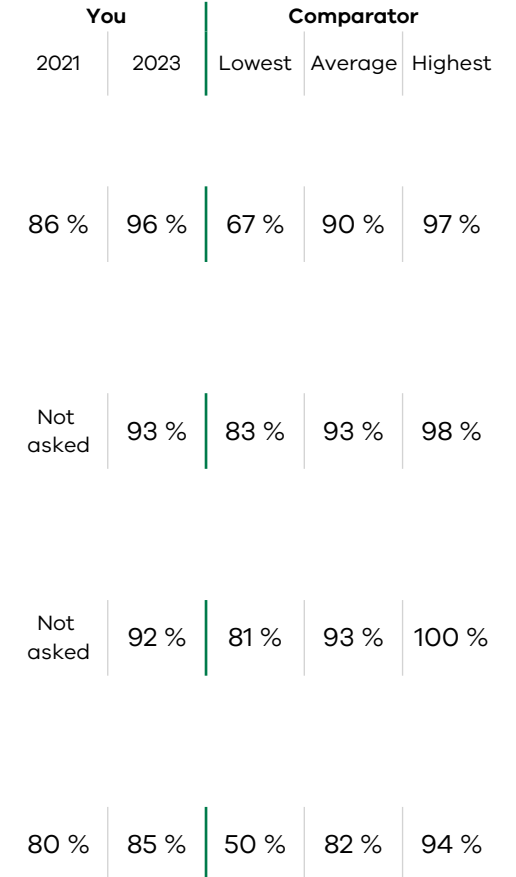 You Comparator
2021 2023 Lowest Average Highest
86 % 96 % 67 % 90 % 97 %
Not
asked 93 % 83 % 93 % 98 %
Not
asked 92 % 81 % 93 % 100 %
80 % 85 % 50 % 82 % 94 %